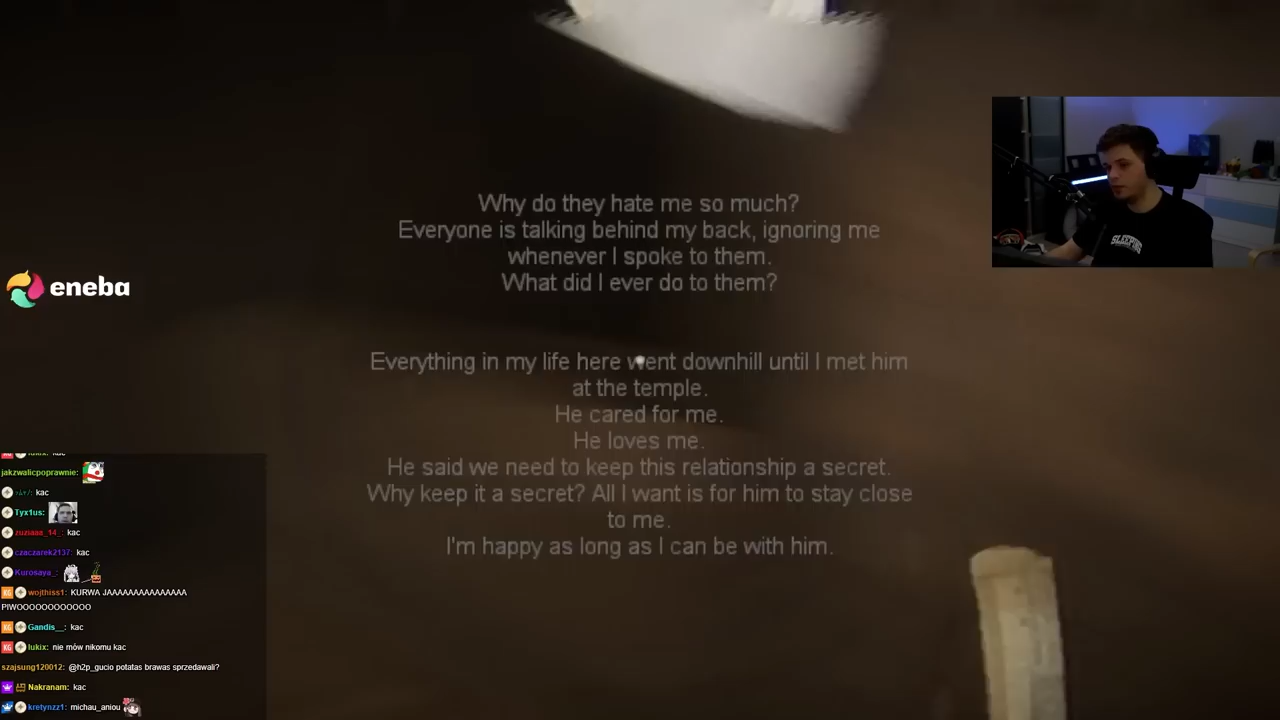 Why do they hate me so much?
Everyone is talking behind my back, ignoring me
whenever I spoke to them.
What did I ever do to them?
Everything in my life here went downhill until I met him
at the temple.
He cared for me.
He loves me.
He said we need to keep this relationship a secret.
Why keep it a secret? All I want is for him to stay close
to me.
I'm happy as long as I can be with him.
SLEEPING
eneba
lukix: kac
jakzwalicpoprawnie:
kac
Tyx1us:
zuziaaa_14_: kac
czaczarek2137: kac
Kurosaya_:
wojthiss1: KURWA JAAAAAAAAAAAAAAA
PIWOOOOOOOOOOOO
Gandis__: kac
lukix: nie mów nikomu kac
szajsung120012: @h2p_gucio potatas brawas sprzedawali?
Nakranam: kac
kretynzz1: michau_aniou